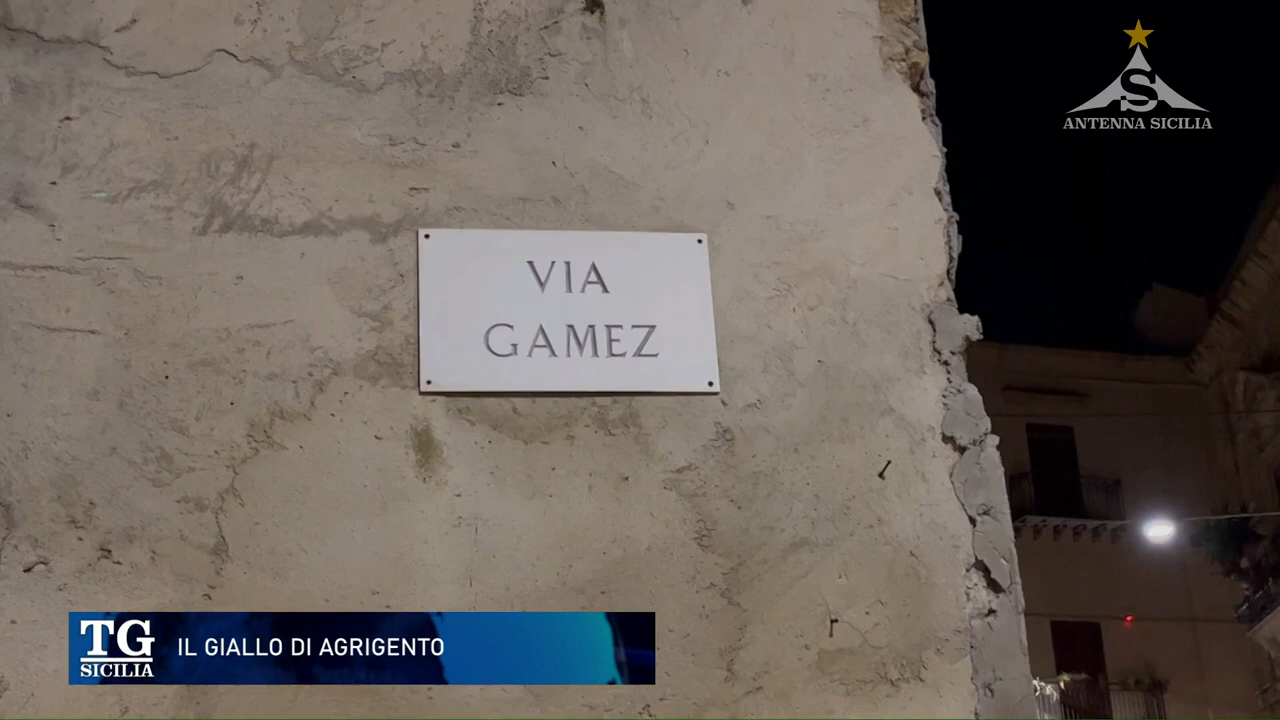 S
ANTENNA SICILIA
VIA
GAMEZ
TG
SICILIA
IL GIALLO DI AGRIGENTO